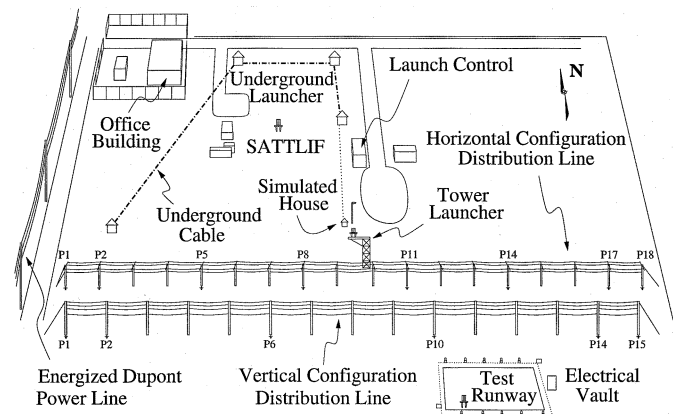 Underground
Launcher
Launch Control
N
Office
Building
SATTLIF
Horizontal Configuration
Distribution Line
Simulated
House
Tower
Launcher
Underground
Cable
P1 P2 P5 P8 P11 P14 P17 P18
P1 P2 P6 P10 P14 P15
Energized Dupont
Power Line
Vertical Configuration
Distribution Line
Test
Runway
Electrical
Vault